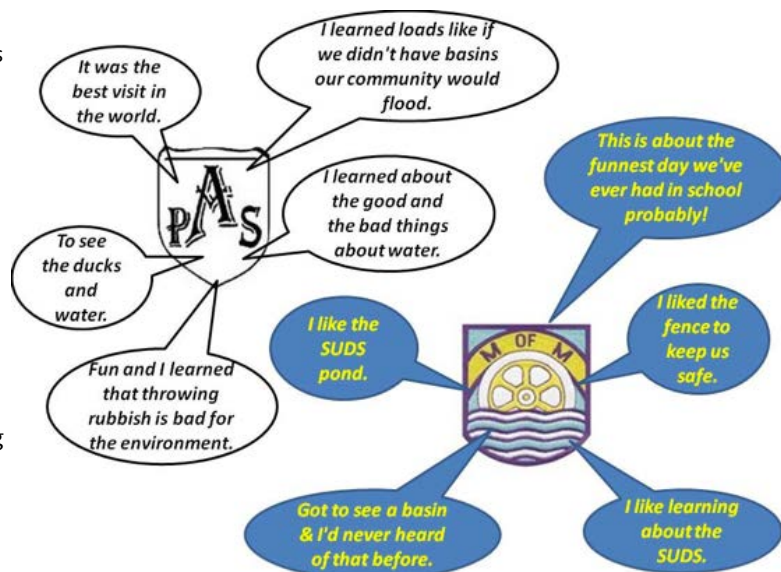 s
It was the
best visit in
the world.
I learned loads like if
we didn't have basins
our community would
flood.
P A S
I learned about
the good and
the bad things
about water.
To see
the ducks
and
water.
Fun and I learned
that throwing
rubbish is bad for
the environment.
g
This is about the
funnest day we've
ever had in school
probably!
I like the
SUDS
pond.
M OF M
I liked the
fence to
keep us
safe.
Got to see a basin
& I'd never heard
of that before.
I like learning
about the
SUDS.